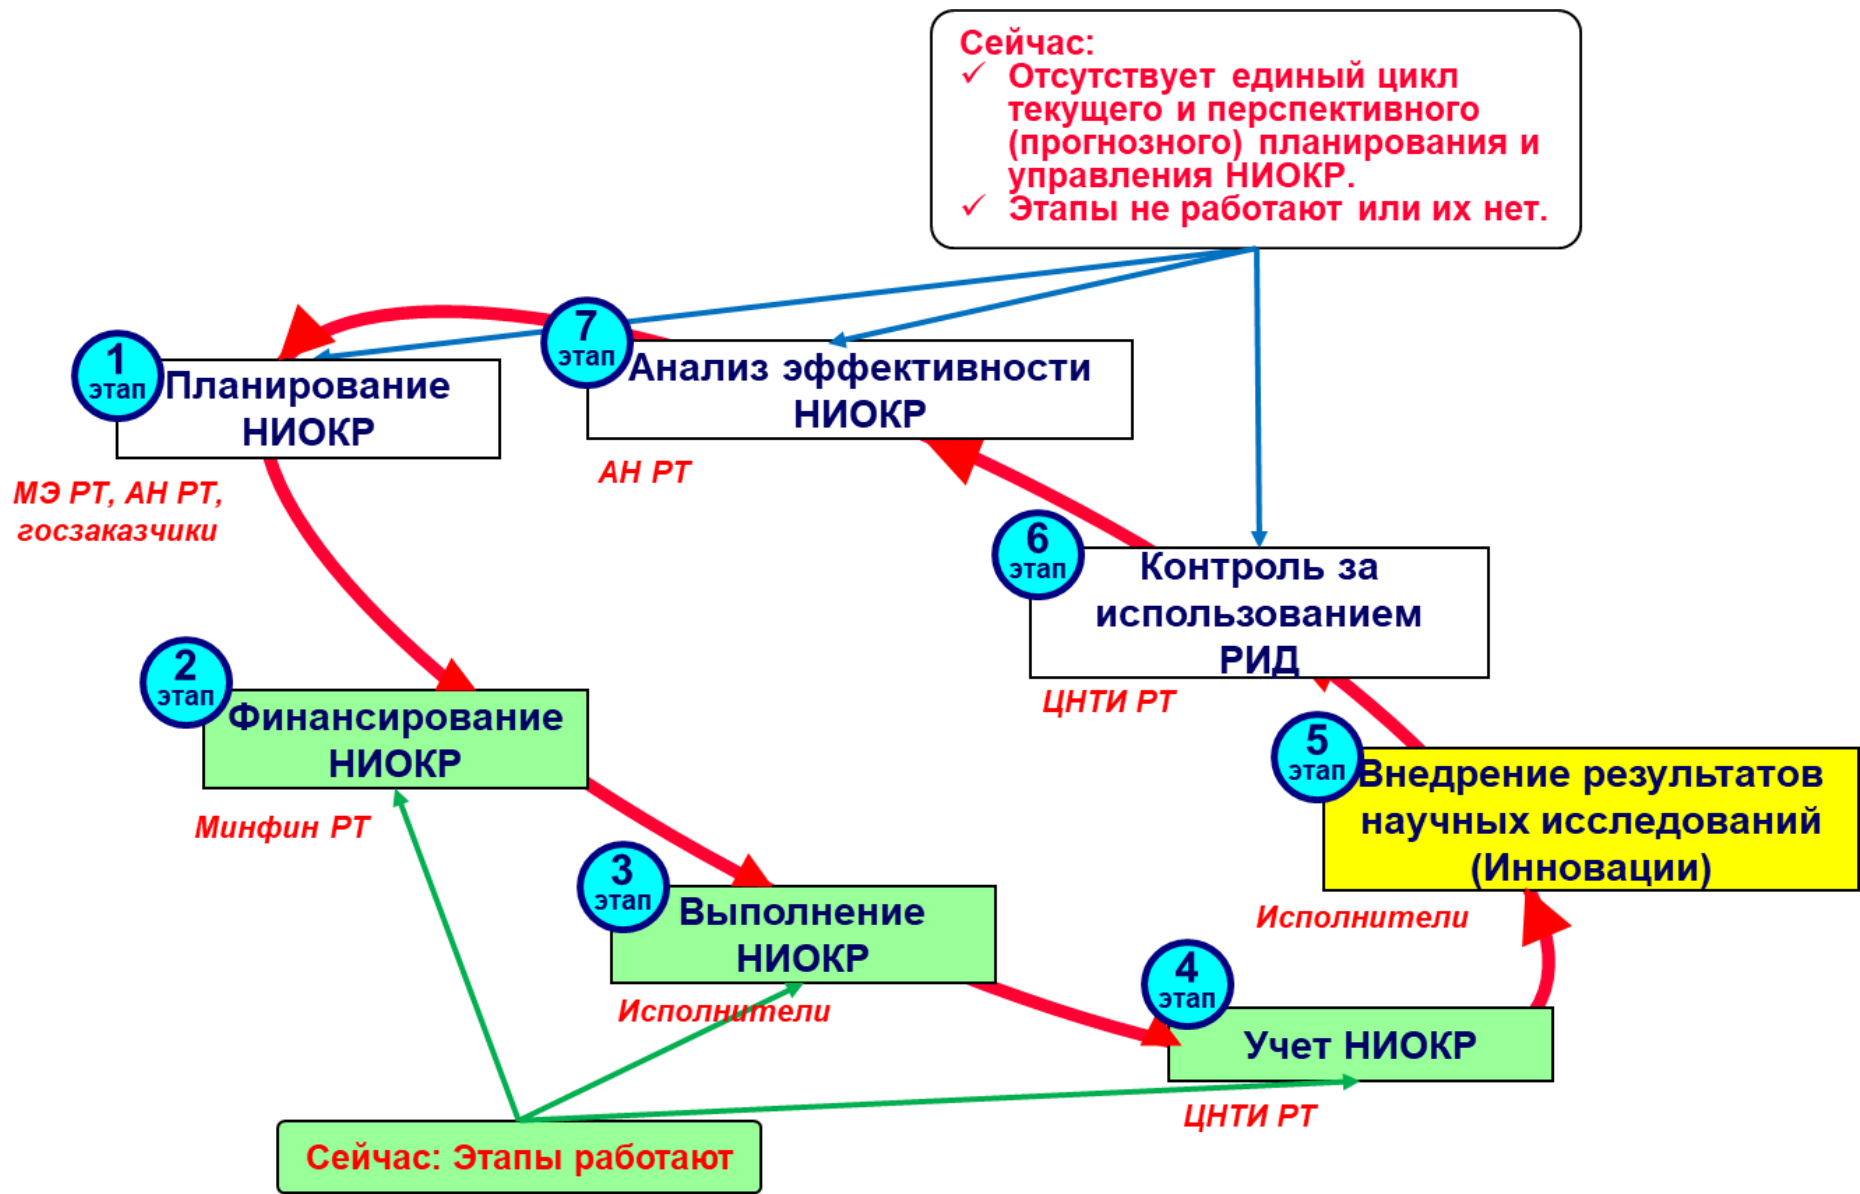 Сейчас:
✓ Отсутствует единый цикл
текущего и перспективного
(прогнозного) планирования и
управления НИОКР.
✓ Этапы не работают или их нет.
1
этап
Планирование
НИОКР
МЭ РТ, АН РТ,
госзаказчики
7
этап
Анализ эффективности
НИОКР
АН РТ
6
этап
Контроль за
использованием
РИД
ЦНТИ РТ
2
этап
Финансирование
НИОКР
Минфин РТ
5
этап
Внедрение результатов
научных исследований
(Инновации)
Исполнители
3
этап
Выполнение
НИОКР
Исполнители
4
этап
Учет НИОКР
ЦНТИ РТ
Сейчас: Этапы работают